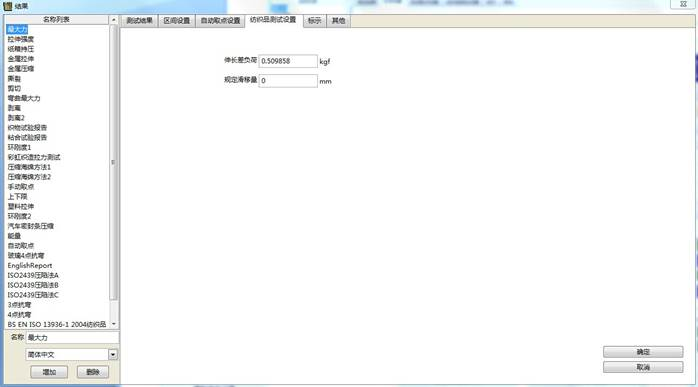 结果
名称列表
最大力
拉伸强度
纸箱持压
金属拉伸
金属压缩
撕裂
剪切
弯曲最大力
剥离
剥离2
织物试验报告
粘合试验报告
环刚度1
彩虹织造拉力测试
压缩海绵方法1
压缩海绵方法2
手动取点
上下限
塑料拉伸
环刚度2
汽车密封条压缩
能量
自动取点
玻璃4点抗弯
EnglishReport
ISO2439压陷法A
ISO2439压陷法B
ISO2439压陷法C
3点抗弯
4点抗弯
BS EN ISO 13936-1 2004纺织品
名称 最大力
简体中文
增加 删除
测试结果 区间设置 自动取点设置 纺织品测试设置 标示 其他
伸长差负荷 0.509858 kgf
规定滑移量 0 mm
确定
取消